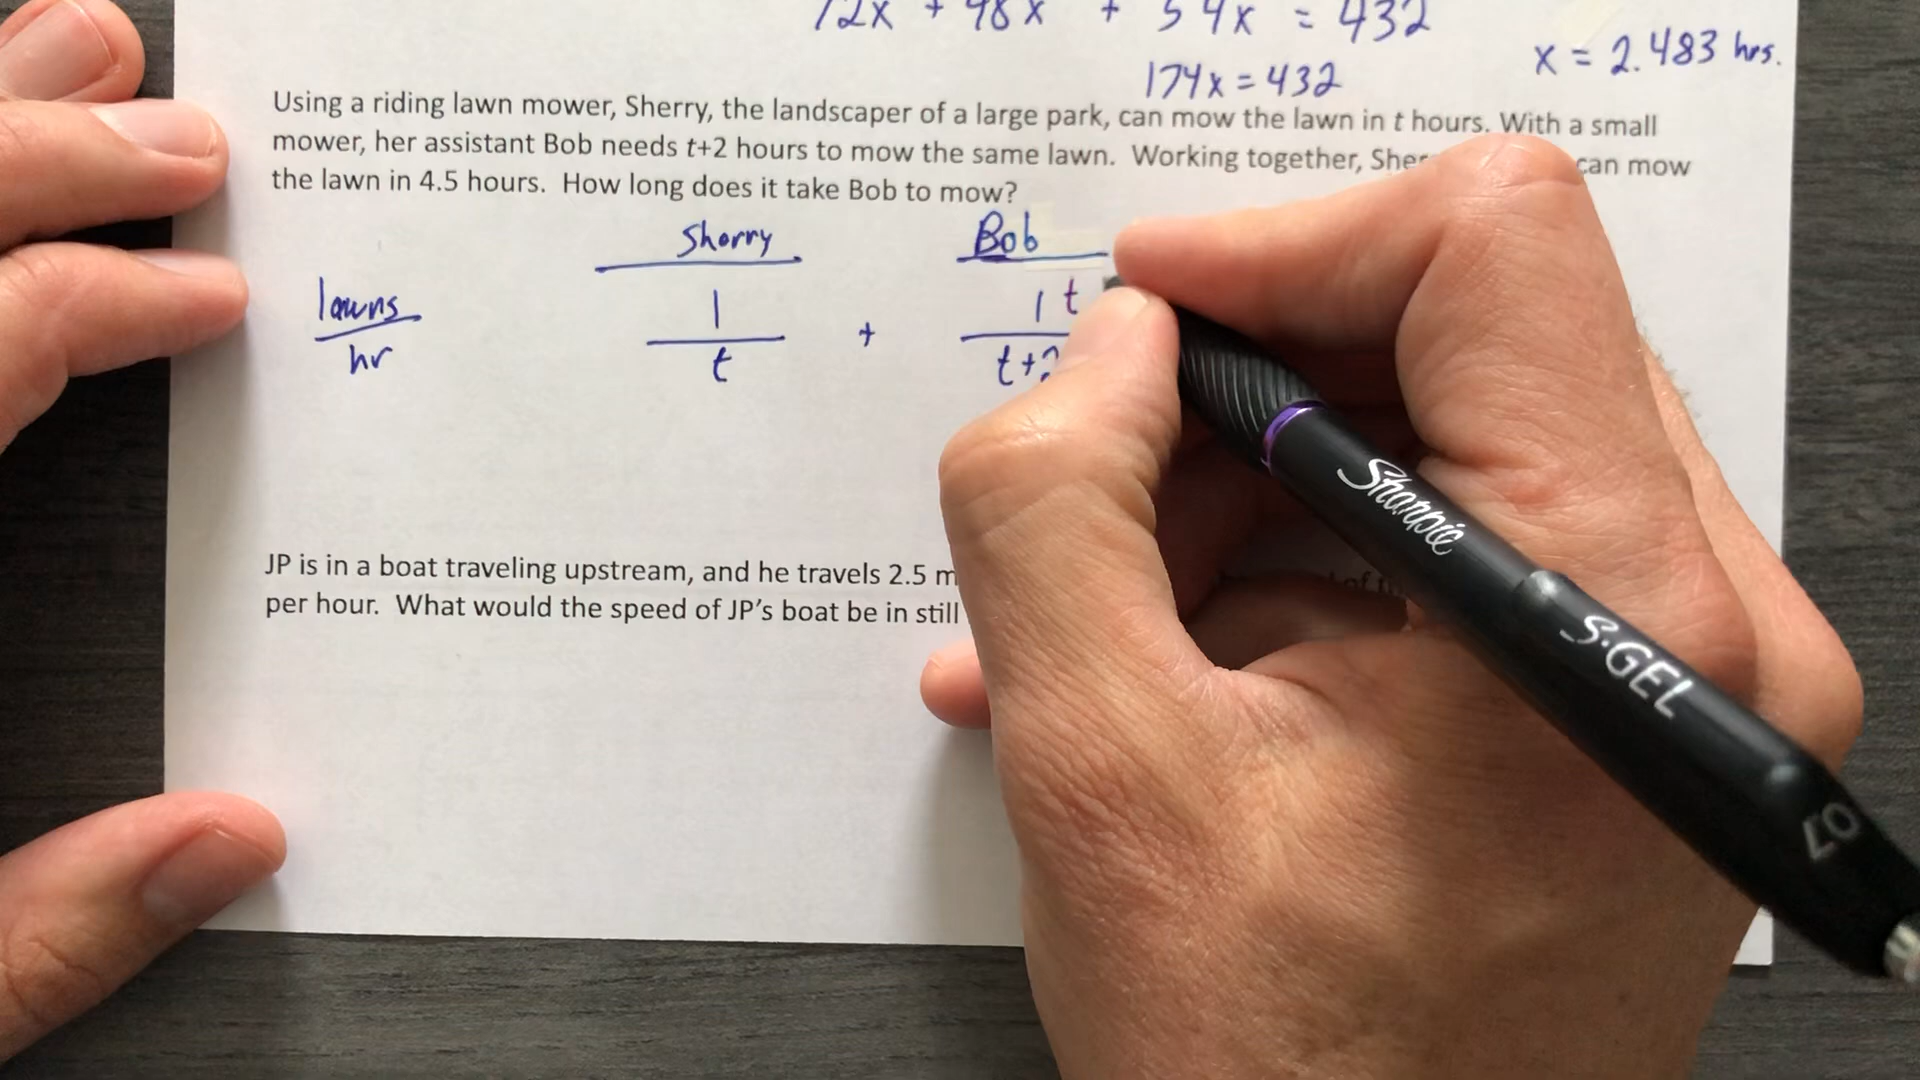 72x + 48x + 54x = 432
174x = 432
x = 2.483 hrs.
Using a riding lawn mower, Sherry, the landscaper of a large park, can mow the lawn in t hours. With a small
mower, her assistant Bob needs t+2 hours to mow the same lawn. Working together, can mow
the lawn in 4.5 hours. How long does it take Bob to mow?
Sherry Bob
lawns
hr
1
t
+
1 t
t+2
JP is in a boat traveling upstream, and he travels 2.5
per hour. What would the speed of JP's boat be in still
Sharpie
S·GEL
07